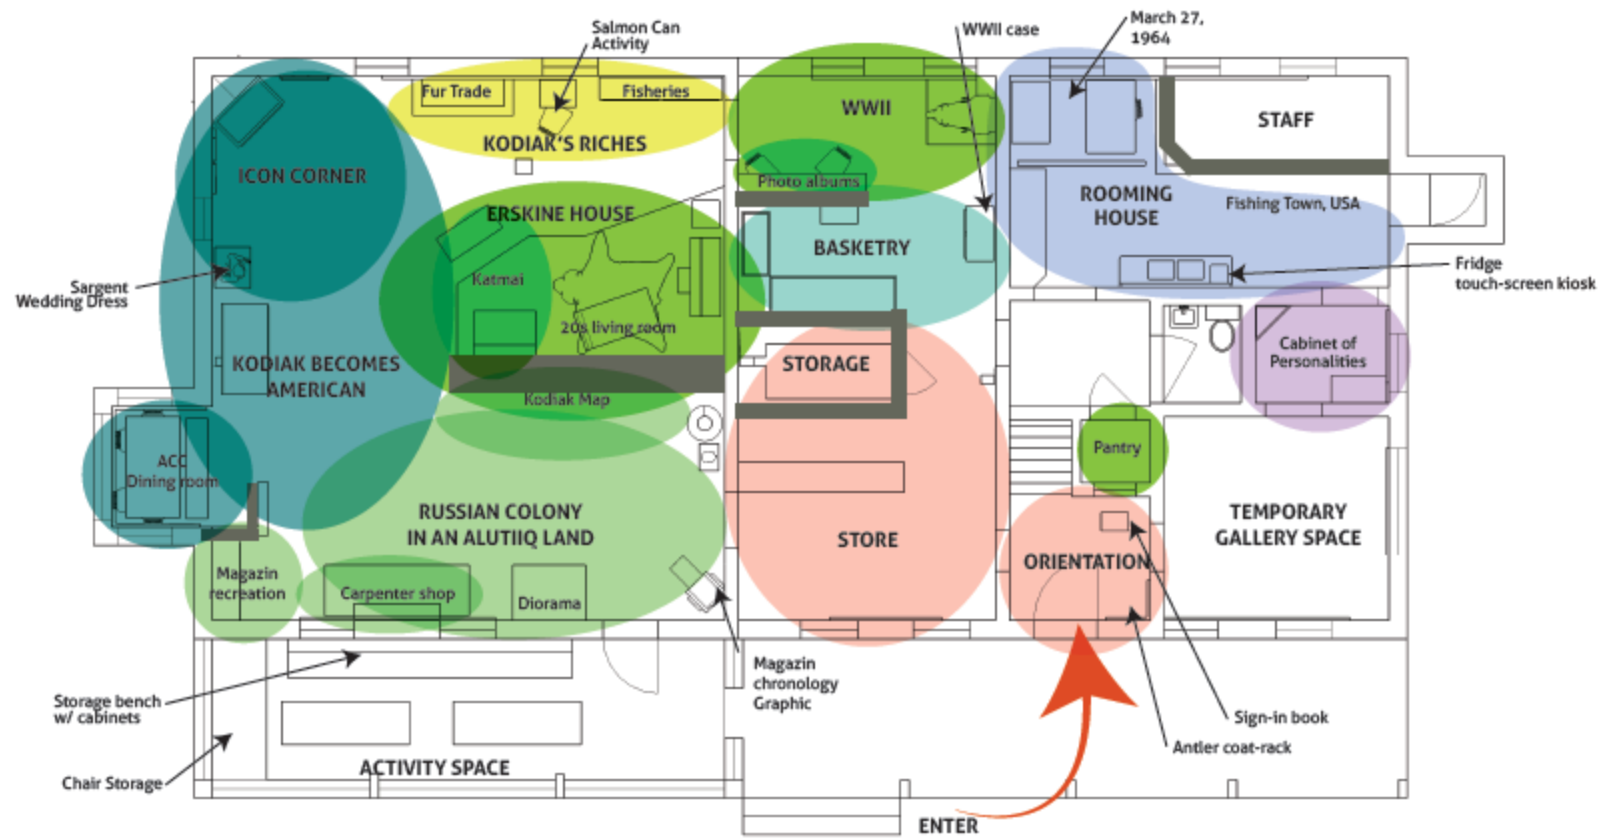 Salmon Can
Activity
WWII case
March 27,
1964
Fur Trade
Fisheries
KODIAK'S RICHES
WWII
STAFF
ICON CORNER
Photo albums
ERSKINE HOUSE
ROOMING
HOUSE
Fishing Town, USA
BASKETRY
Katmai
Sargent
Wedding Dress
Fridge
touch-screen kiosk
20s living room
KODIAK BECOMES
AMERICAN
STORAGE
Cabinet of
Personalities
Kodiak Map
Pantry
ACC
Dining room
RUSSIAN COLONY
IN AN ALUTIIQ LAND
STORE
TEMPORARY
GALLERY SPACE
ORIENTATION
Magazin
recreation
Carpenter shop
Diorama
Magazin
chronology
Graphic
Storage bench
w/ cabinets
Sign-in book
Antler coat-rack
Chair Storage
ACTIVITY SPACE
ENTER